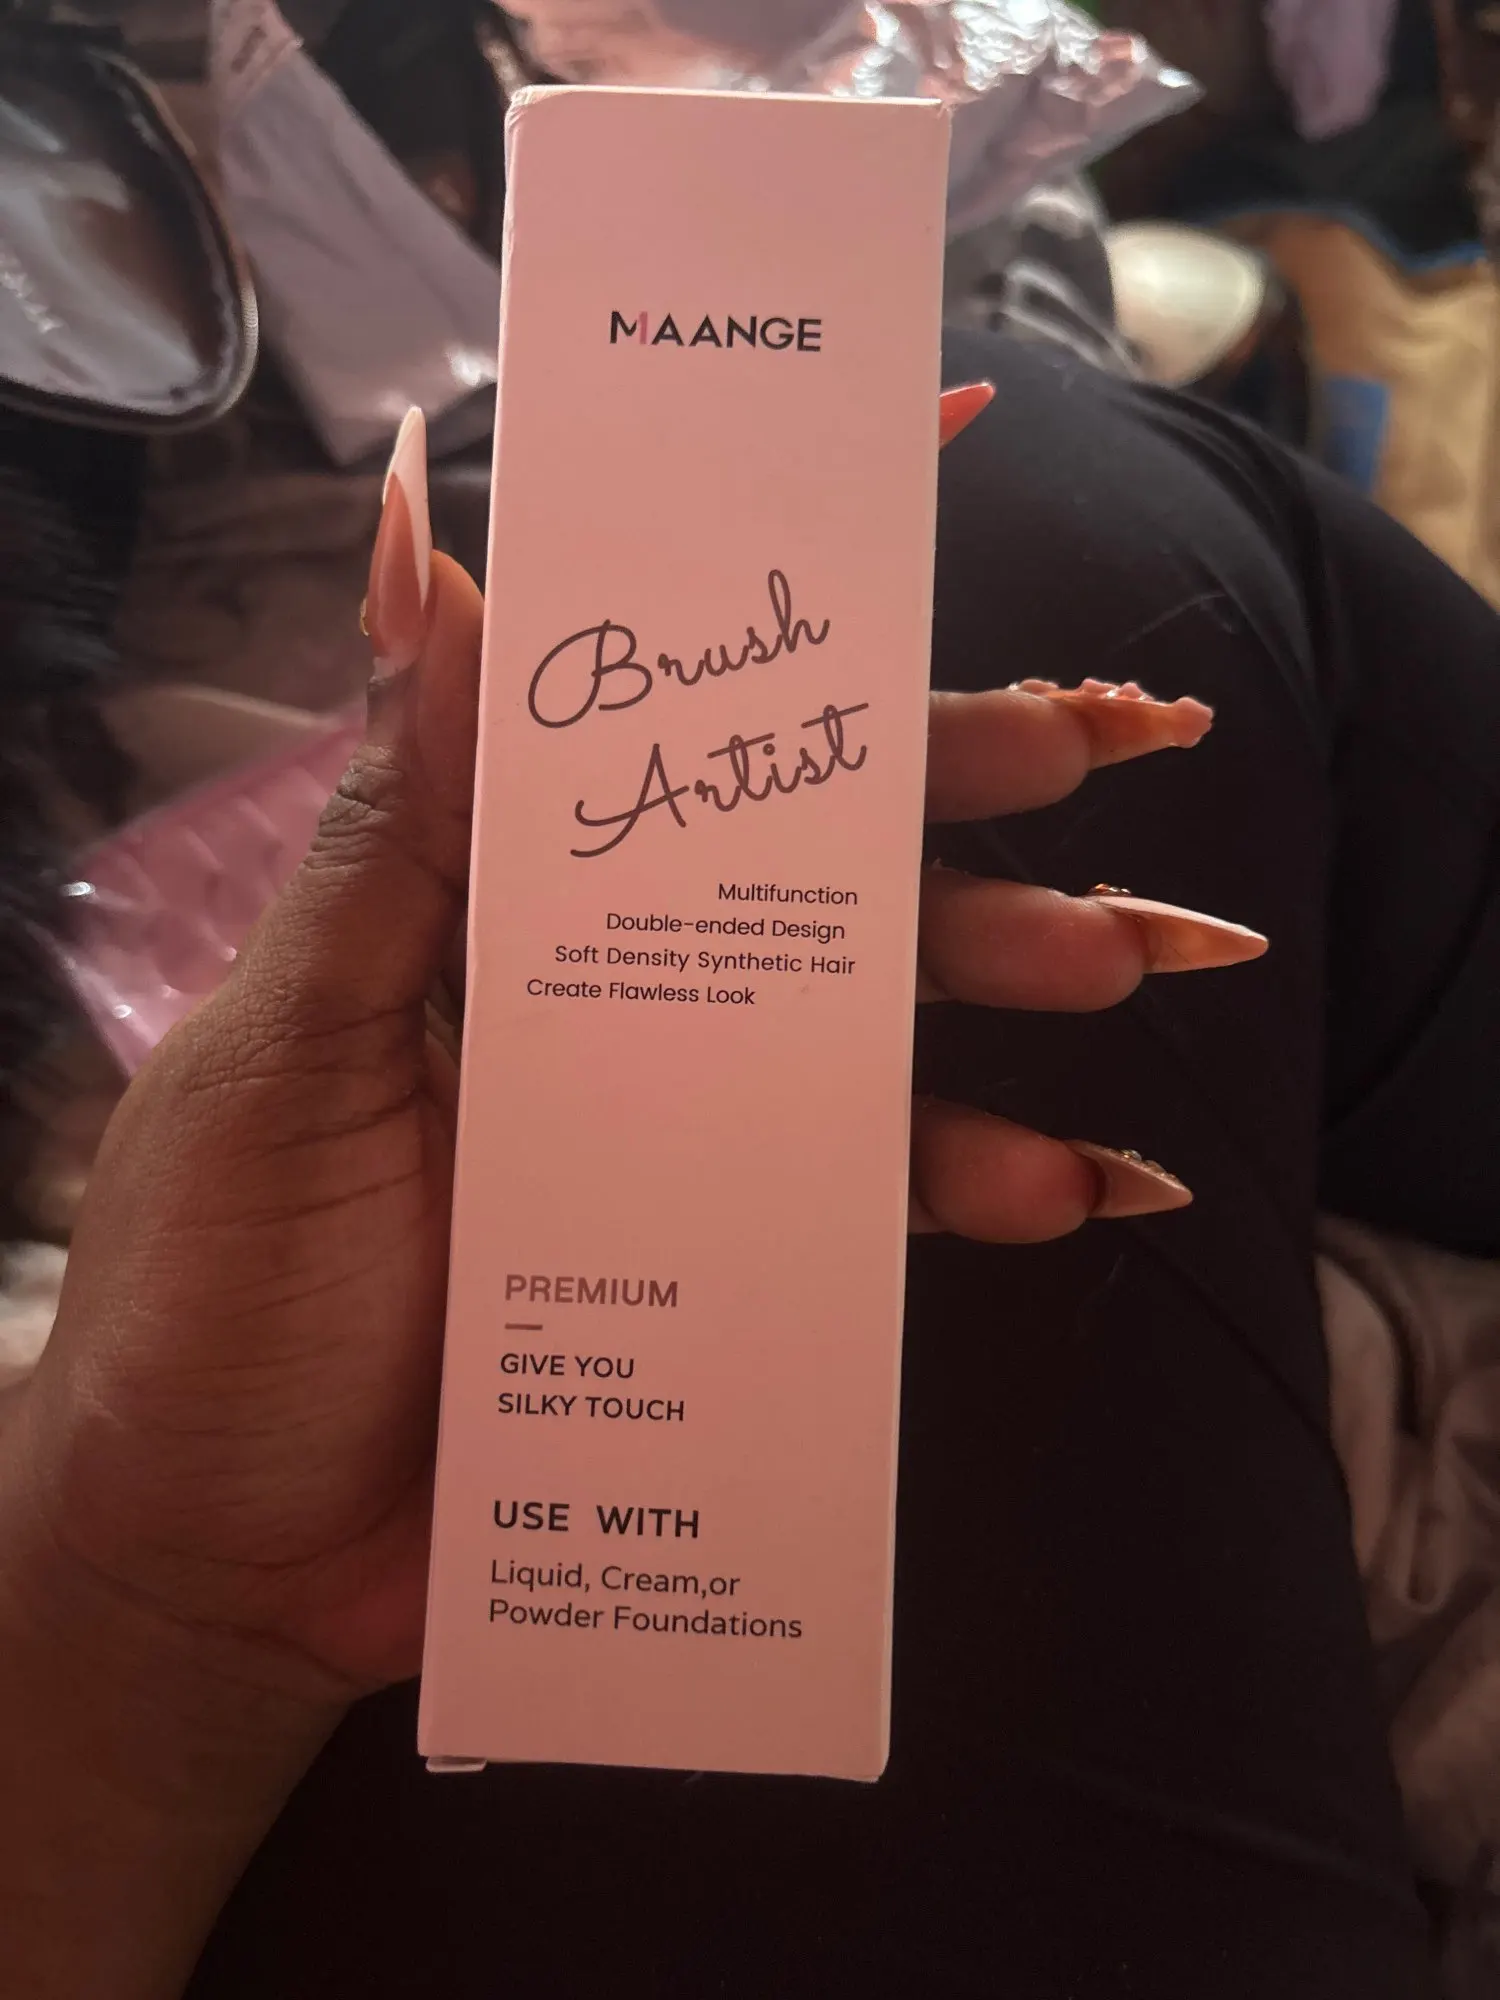 MAANGE
Brush
Artist
Multifunction
Double-ended Design
Soft Density Synthetic Hair
Create Flawless Look
PREMIUM
GIVE YOU
SILKY TOUCH
USE WITH
Liquid, Cream,or
Powder Foundations